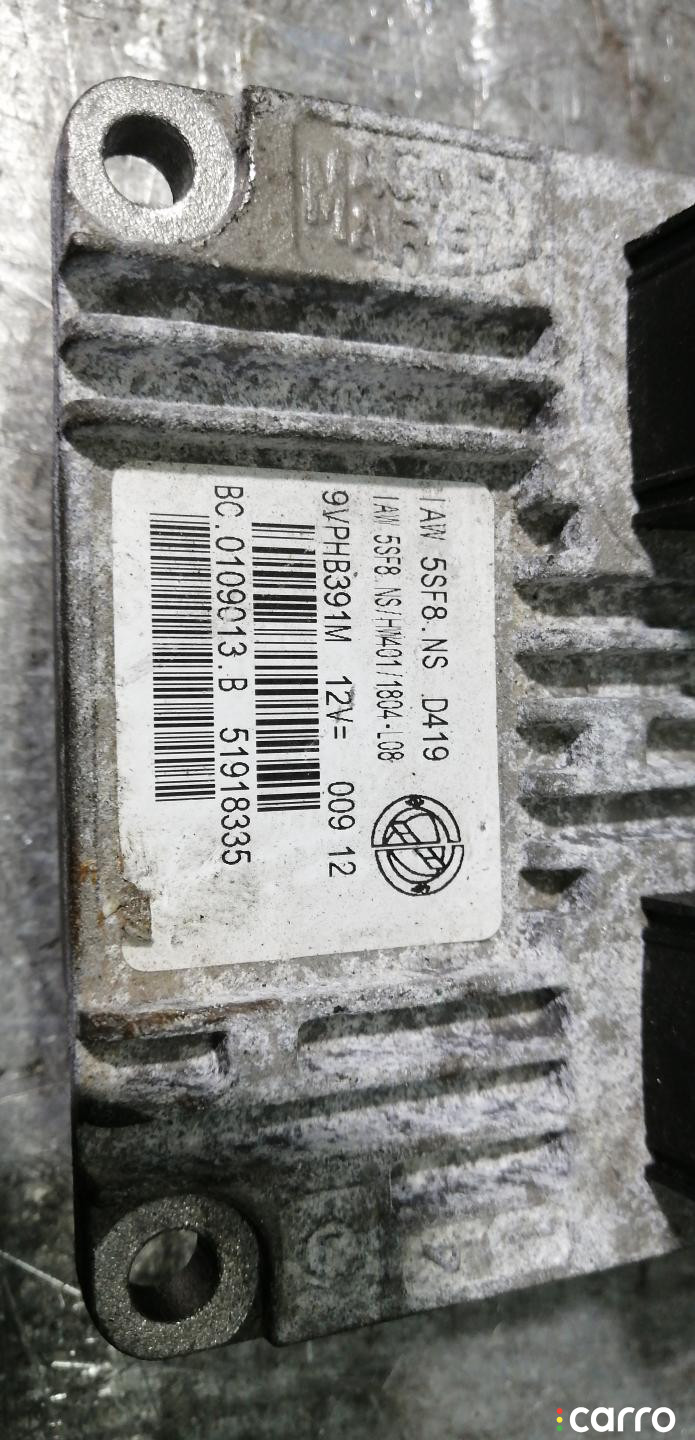 IAW 5SF8.NS D419
IAW 5SF8.NS/HW401/1804-L08
9VPHB391M 12V= 009 12
BC.0109013.B 51918335
carro